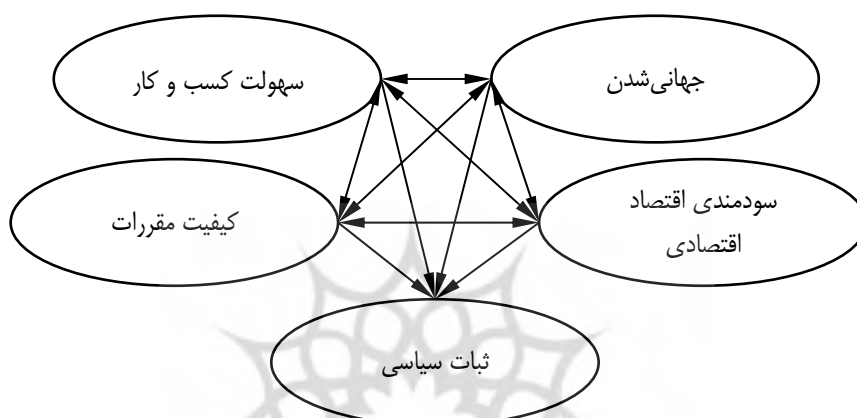 جهانی‌شدن
سهولت کسب و کار
سودمندی اقتصاد
اقتصادی
کیفیت مقررات
ثبات سیاسی